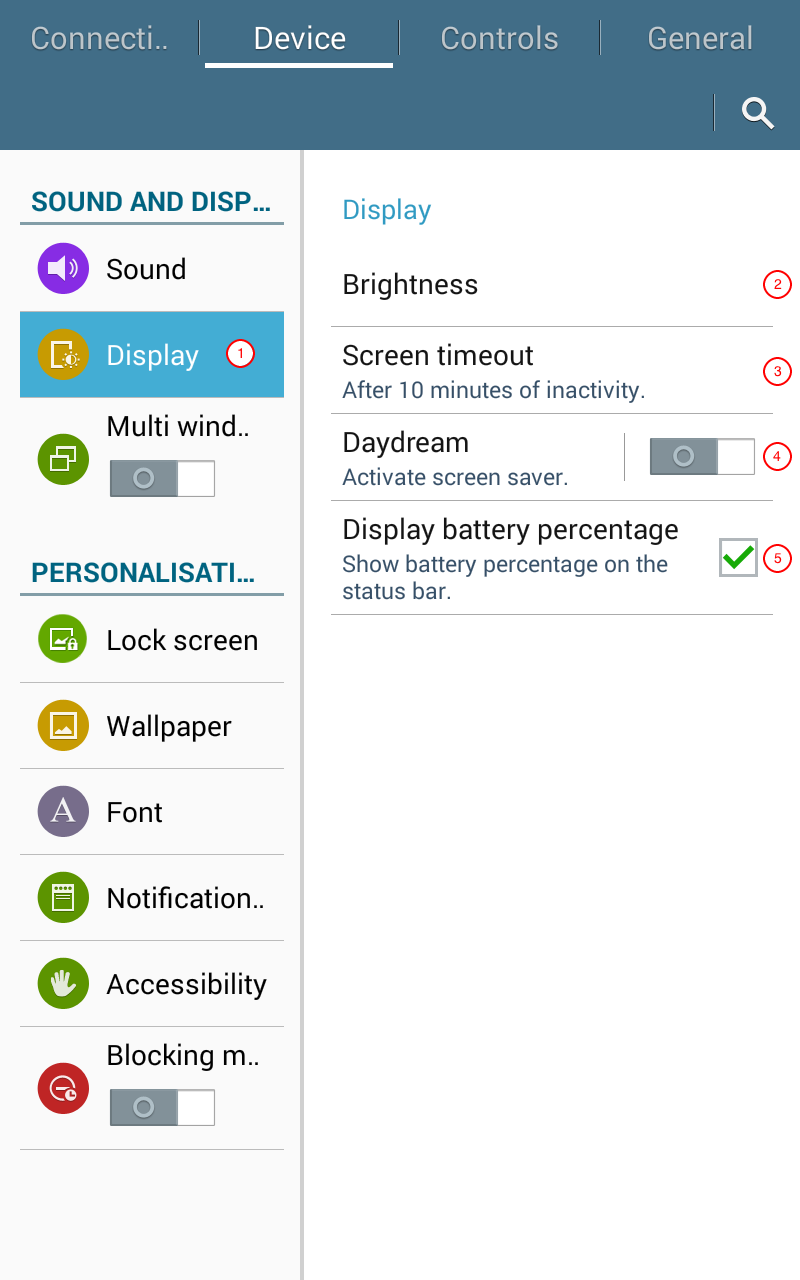 Connecti..
Device
Controls
General
SOUND AND DISP...
Sound
Display
1
Multi wind..
PERSONALISATI...
Lock screen
Wallpaper
A
Font
Notification..
Accessibility
Blocking m..
Display
Brightness
2
Screen timeout
After 10 minutes of inactivity.
3
Daydream
Activate screen saver.
4
Display battery percentage
Show battery percentage on the
status bar.
5